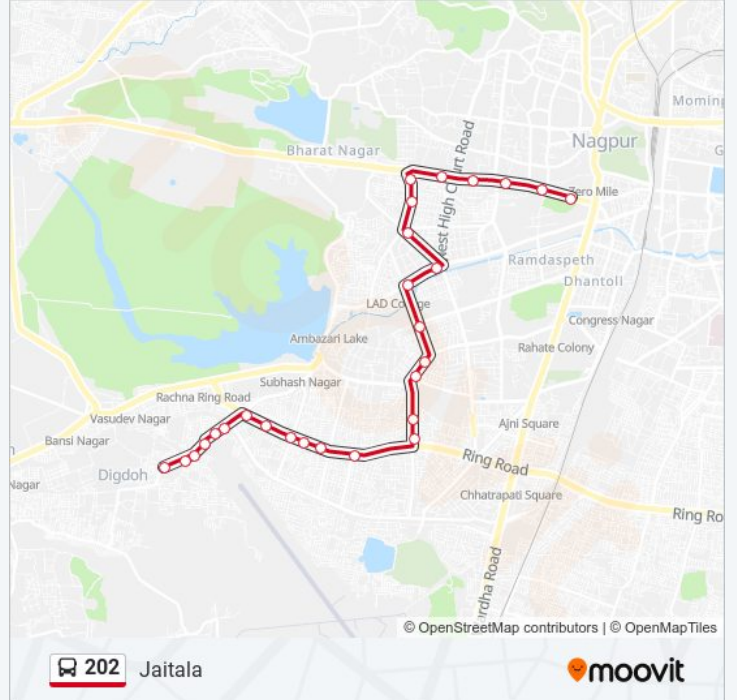 Moming
Nagpur
Bharat Nagar
West High Court Road
Zero Mile
Ramdaspeth
Dhantoli
LAD College
Congress Nagar
Ambazari Lake
Rahate Colony
Subhash Nagar
Rachna Ring Road
Vasudev Nagar
Ajni Square
Bansi Nagar
Ring Road
Digdoh
Nagar
Chhatrapati Square
Ring Ro
ardha Road
© OpenStreetMap contributors | © OpenMapTiles
202 Jaitala
moovit